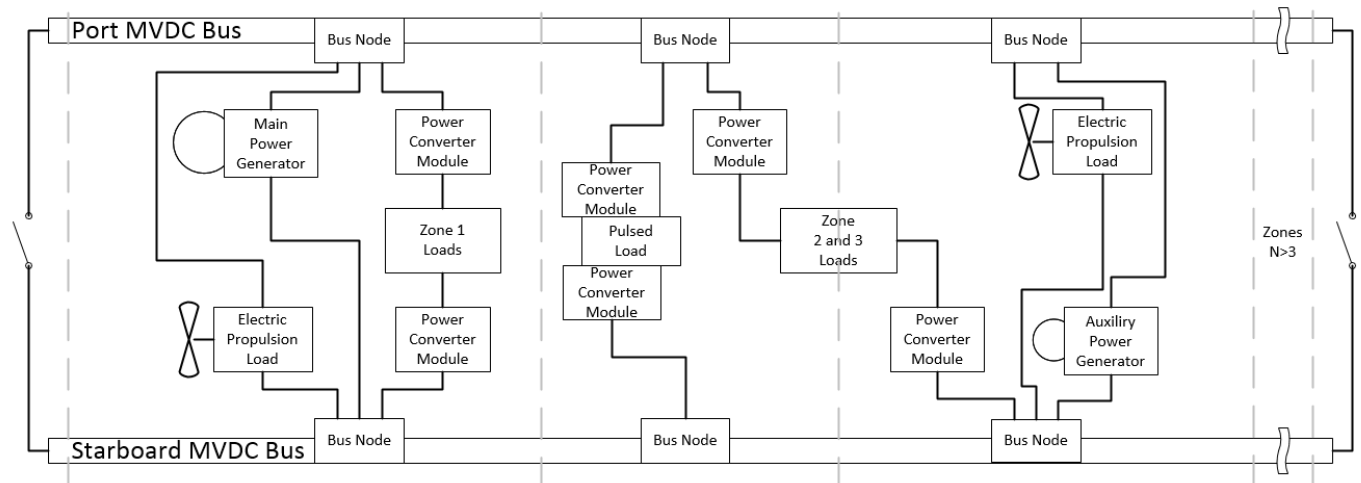 Port MVDC Bus
Bus Node
Bus Node
Bus Node
Main
Power
Generator
Power
Converter
Module
Power
Converter
Module
Electric
Propulsion
Load
Power
Converter
Module
Zone 1
Loads
Pulsed
Load
Zone
2 and 3
Loads
Zones
N>3
Power
Converter
Module
Electric
Propulsion
Load
Power
Converter
Module
Power
Converter
Module
Auxiliry
Power
Generator
Starboard MVDC Bus
Bus Node
Bus Node
Bus Node